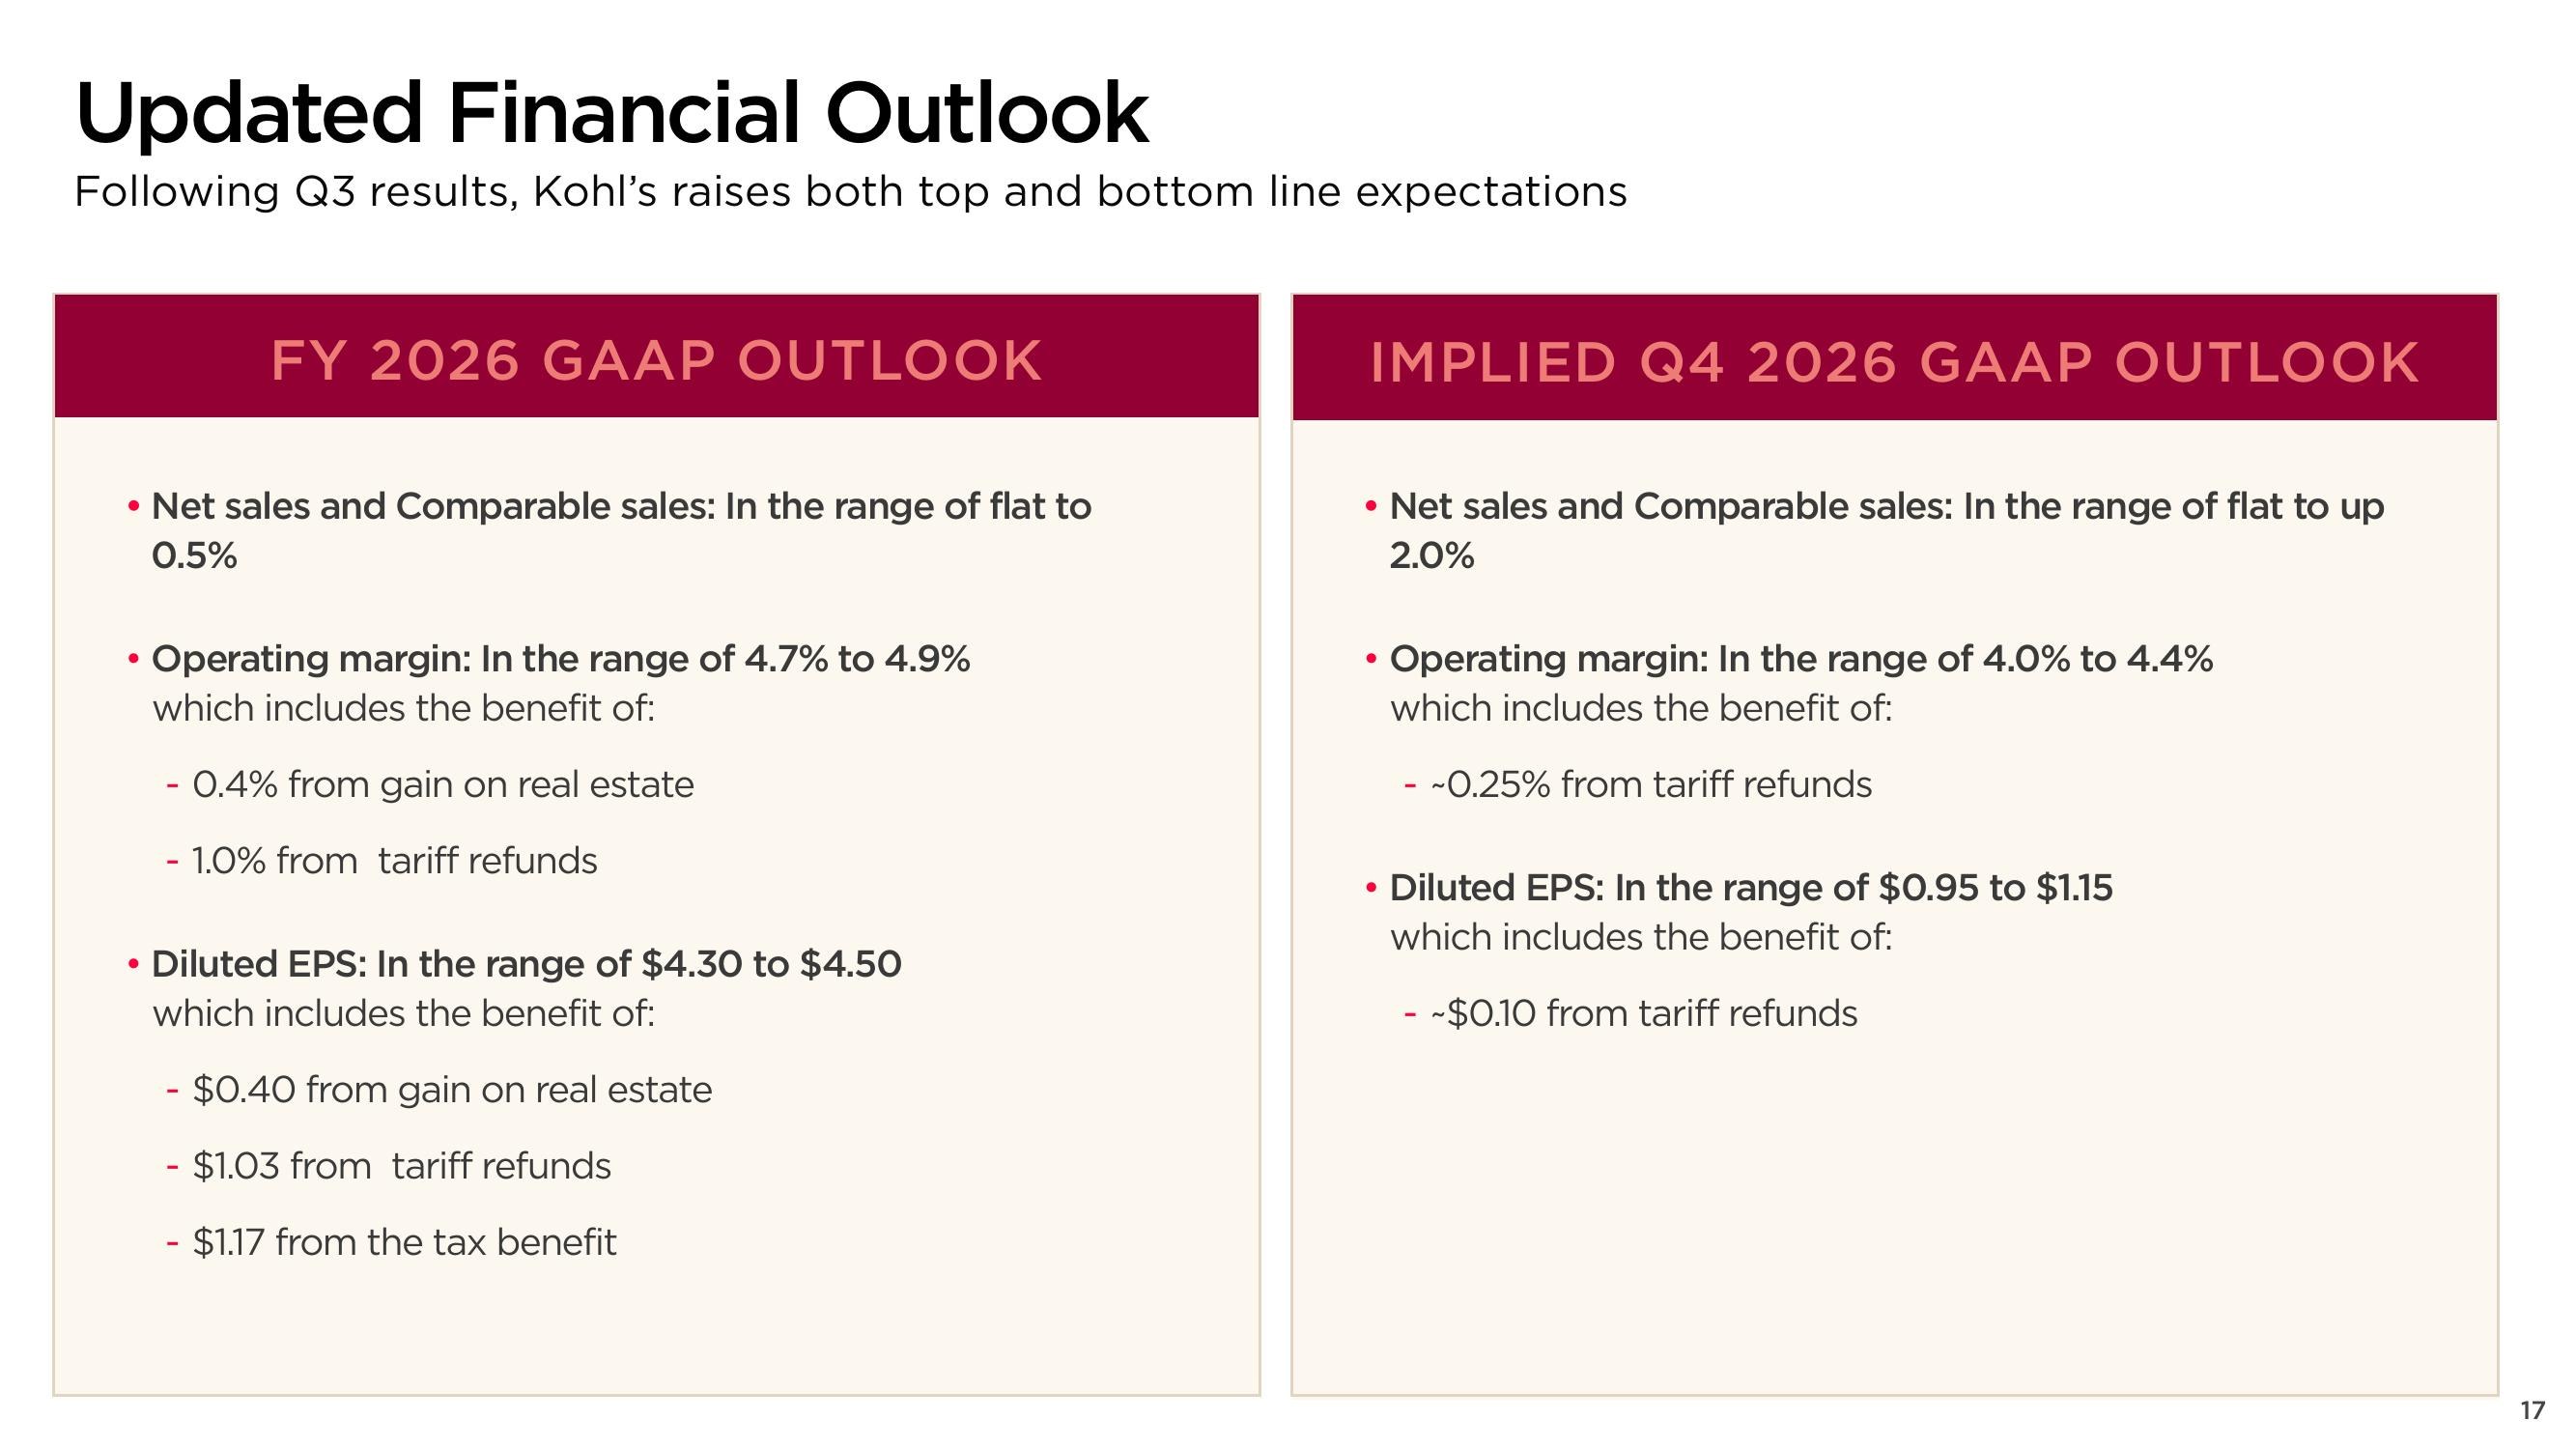 Updated Financial Outlook
Following Q3 results, Kohl’s raises both top and bottom line expectations
FY 2026 GAAP OUTLOOK
• Net sales and Comparable sales: In the range of flat to
0.5%
• Operating margin: In the range of 4.7% to 4.9%
which includes the benefit of:
- 0.4% from gain on real estate
- 1.0% from  tariff refunds
• Diluted EPS: In the range of $4.30 to $4.50
which includes the benefit of:
- $0.40 from gain on real estate
- $1.03 from  tariff refunds
- $1.17 from the tax benefit
IMPLIED Q4 2026 GAAP OUTLOOK
• Net sales and Comparable sales: In the range of flat to up
2.0%
• Operating margin: In the range of 4.0% to 4.4%
which includes the benefit of:
- ~0.25% from tariff refunds
• Diluted EPS: In the range of $0.95 to $1.15
which includes the benefit of:
- ~$0.10 from tariff refunds
17